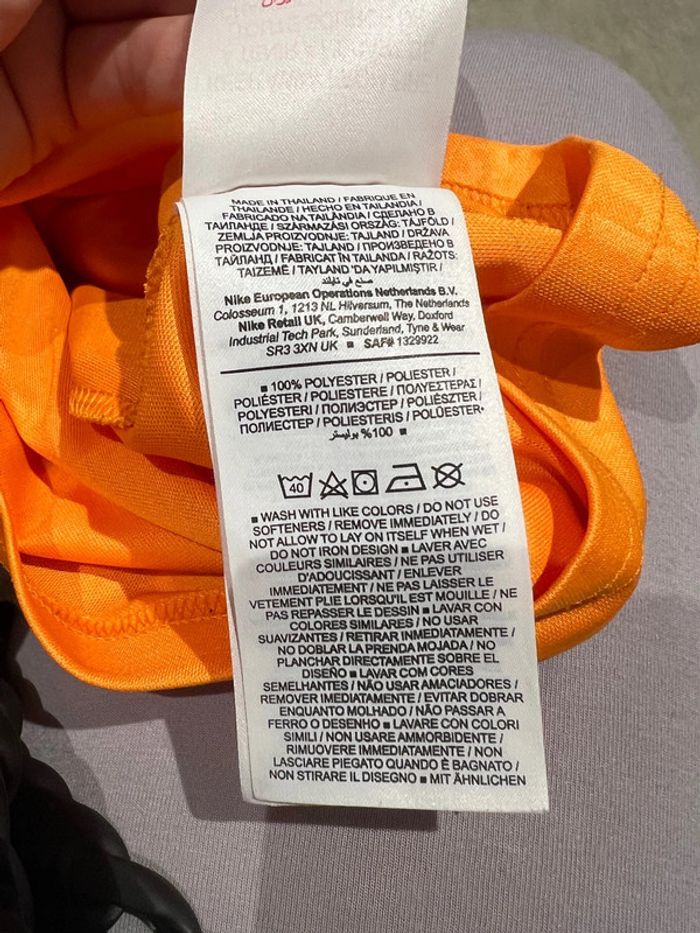 MADE IN THAILAND / FABRIQUE EN
THAILANDE / HECHO EN TAILANDIA /
FABRICADO NA TAILÂNDIA / СДЕЛАНО В
ТАИЛАНДЕ / SZÁRMAZÁSI ORSZÁG: TÁJFÖLD /
ZEMLJA PROIZVODNJE: TAJLAND / DRŽAVA
PROIZVODNJE: TAJLAND / ПРОИЗВЕДЕНО В
ТАЙЛАНД / FABRICAT ÎN TAILANDA / RAŽOTS:
TAIZEMĒ / TAYLAND 'DA YAPILMIŞTIR /
صنع في تايلند
Nike European Operations Netherlands B.V.
Colosseum 1, 1213 NL Hilversum, The Netherlands
Nike Retail UK, Camberwell Way, Doxford
Industrial Tech Park, Sunderland, Tyne & Wear
SR3 3XN UK ■ SAF# 1329922
■ 100% POLYESTER / POLIESTER /
POLIÉSTER / POLIESTERE / ΠΟΛΥΕΣΤΕΡΑΣ /
POLYESTERI / ПОЛИЭСТЕР / POLIÉSZTER /
ПОЛИЕСТЕР / POLIESTERIS / POLÜESTER
100% بوليستر ■
40
■ WASH WITH LIKE COLORS / DO NOT USE
SOFTENERS / REMOVE IMMEDIATELY / DO
NOT ALLOW TO LAY ON ITSELF WHEN WET /
DO NOT IRON DESIGN ■ LAVER AVEC
COULEURS SIMILAIRES / NE PAS UTILISER
D'ADOUCISSANT / ENLEVER
IMMEDIATEMENT / NE PAS LAISSER LE
VETEMENT PLIE LORSQU'IL EST MOUILLE / NE
PAS REPASSER LE DESSIN ■ LAVAR CON
COLORES SIMILARES / NO USAR
SUAVIZANTES / RETIRAR INMEDIATAMENTE /
NO DOBLAR LA PRENDA MOJADA / NO
PLANCHAR DIRECTAMENTE SOBRE EL
DISEÑO ■ LAVAR COM CORES
SEMELHANTES / NÃO USAR AMACIADORES /
REMOVER IMEDIATAMENTE / EVITAR DOBRAR
ENQUANTO MOLHADO / NÃO PASSAR A
FERRO O DESENHO ■ LAVARE CON COLORI
SIMILI / NON USARE AMMORBIDENTE /
RIMUOVERE IMMEDIATAMENTE / NON
LASCIARE PIEGATO QUANDO È BAGNATO /
NON STIRARE IL DISEGNO ■ MIT ÄHNLICHEN